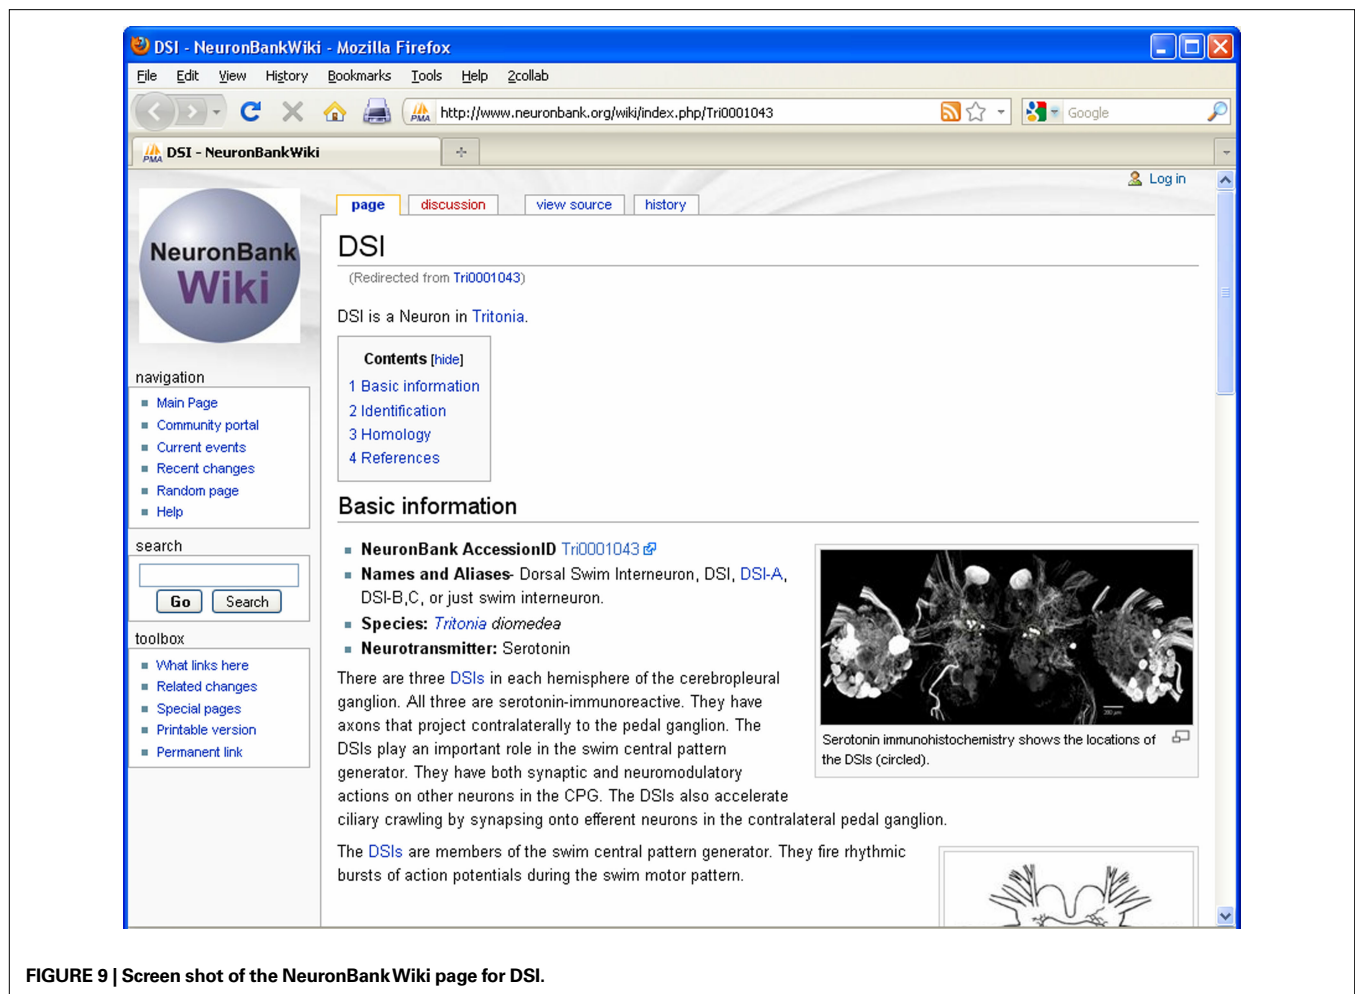 DSI - NeuronBankWiki - Mozilla Firefox
File Edit View History Bookmarks Tools Help 2collab
PMA http://www.neuronbank.org/wiki/index.php/Tri0001043 Google
PMA DSI - NeuronBankWiki
Log in
page discussion view source history
NeuronBank
Wiki
DSI
(Redirected from Tri0001043)
DSI is a Neuron in Tritonia.
Contents [hide]
1 Basic information
2 Identification
3 Homology
4 References
navigation
Main Page
Community portal
Current events
Recent changes
Random page
Help
search
Go Search
toolbox
What links here
Related changes
Special pages
Printable version
Permanent link
Basic information
NeuronBank AccessionID Tri0001043
Names and Aliases- Dorsal Swim Interneuron, DSI, DSI-A,
DSI-B,C, or just swim interneuron.
Species: Tritonia diomedea
Neurotransmitter: Serotonin
There are three DSIs in each hemisphere of the cerebropleural
ganglion. All three are serotonin-immunoreactive. They have
axons that project contralaterally to the pedal ganglion. The
DSIs play an important role in the swim central pattern
generator. They have both synaptic and neuromodulatory
actions on other neurons in the CPG. The DSIs also accelerate
ciliary crawling by synapsing onto efferent neurons in the contralateral pedal ganglion.
Serotonin immunohistochemistry shows the locations of
the DSIs (circled).
The DSIs are members of the swim central pattern generator. They fire rhythmic
bursts of action potentials during the swim motor pattern.
FIGURE 9 | Screen shot of the NeuronBank Wiki page for DSI.